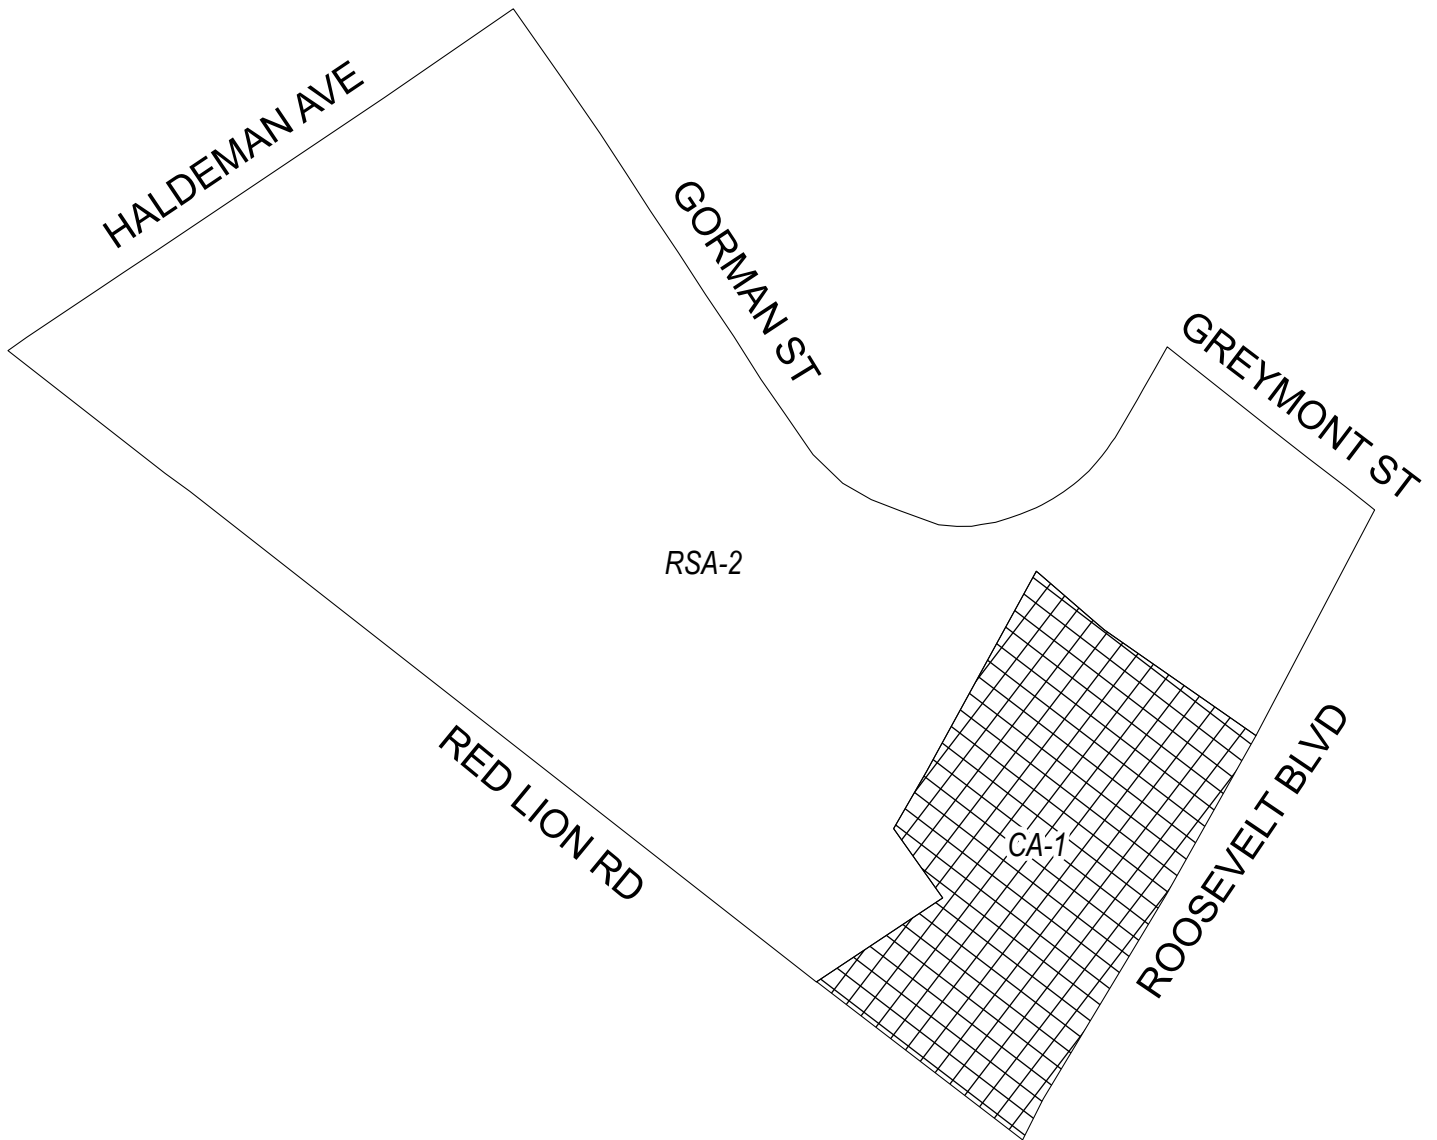 HALDEMAN AVE
GORMAN ST
GREYMONT ST
RSA-2
RED LION RD
CA-1
ROOSEVELT BLVD